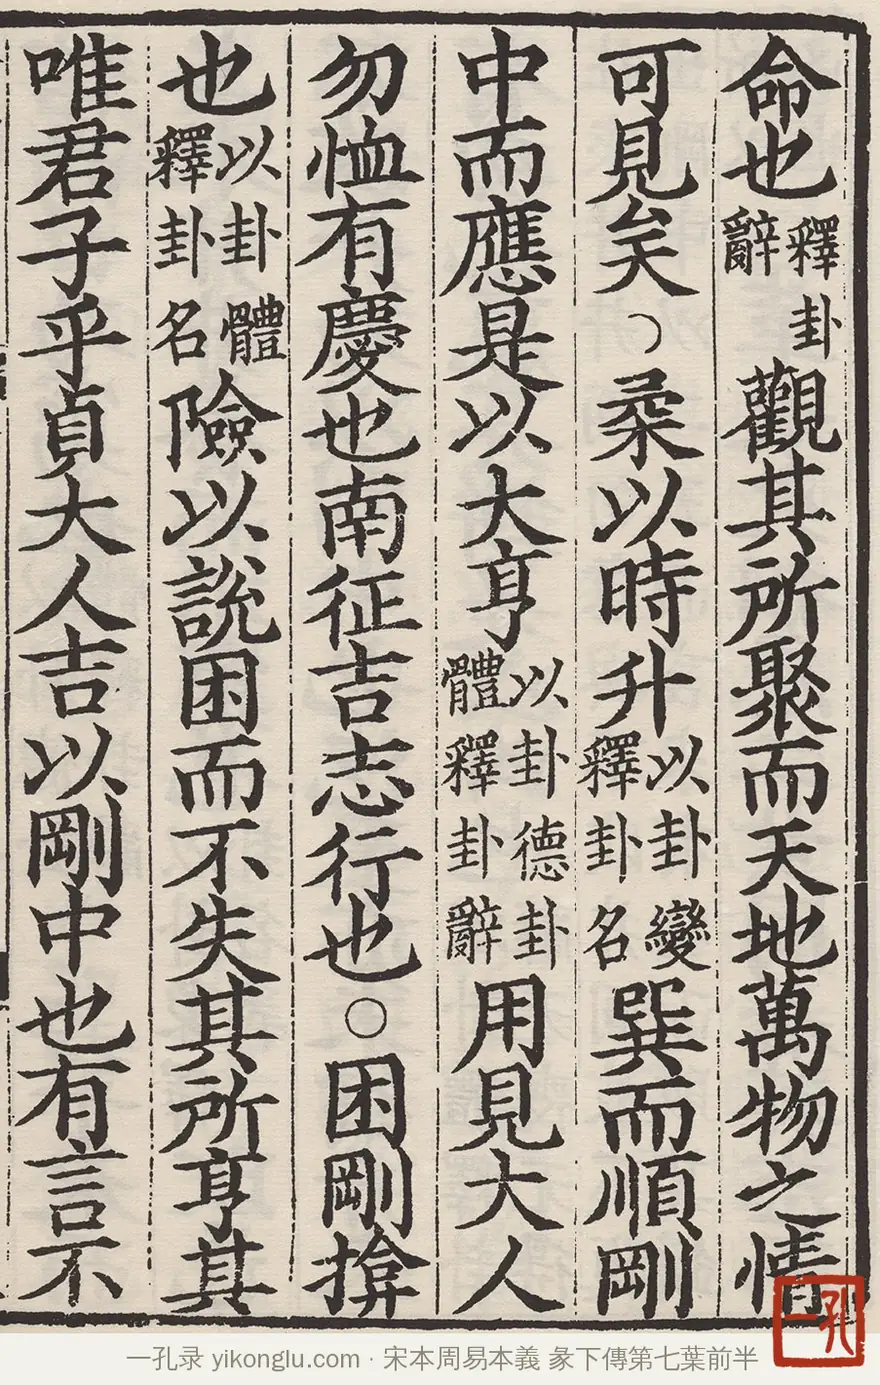 命也釋卦辭觀其所聚而天地萬物之情
可見矣○柔以時升以卦變釋卦名巽而順剛
中而應是以大亨以卦德卦體釋卦辭用見大人
勿恤有慶也南征吉志行也○困剛揜
也以卦體釋卦名險以說困而不失其所亨其
唯君子乎貞大人吉以剛中也有言不
一孔
一孔录 yikonglu.com · 宋本周易本義 彖下傳第七葉前半